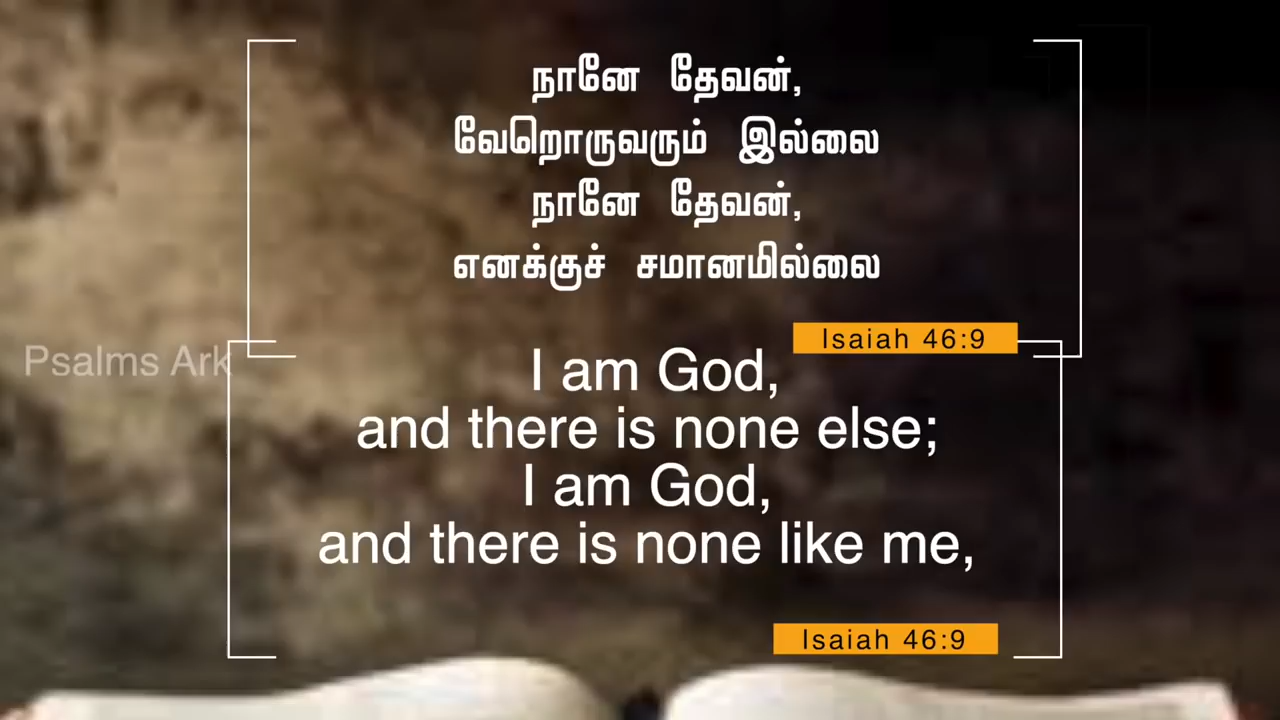 நானே தேவன்,
வேறொருவரும் இல்லை
நானே தேவன்,
எனக்குச் சமானமில்லை
Isaiah 46:9
Psalms Ark
I am God,
and there is none else;
I am God,
and there is none like me,
Isaiah 46:9